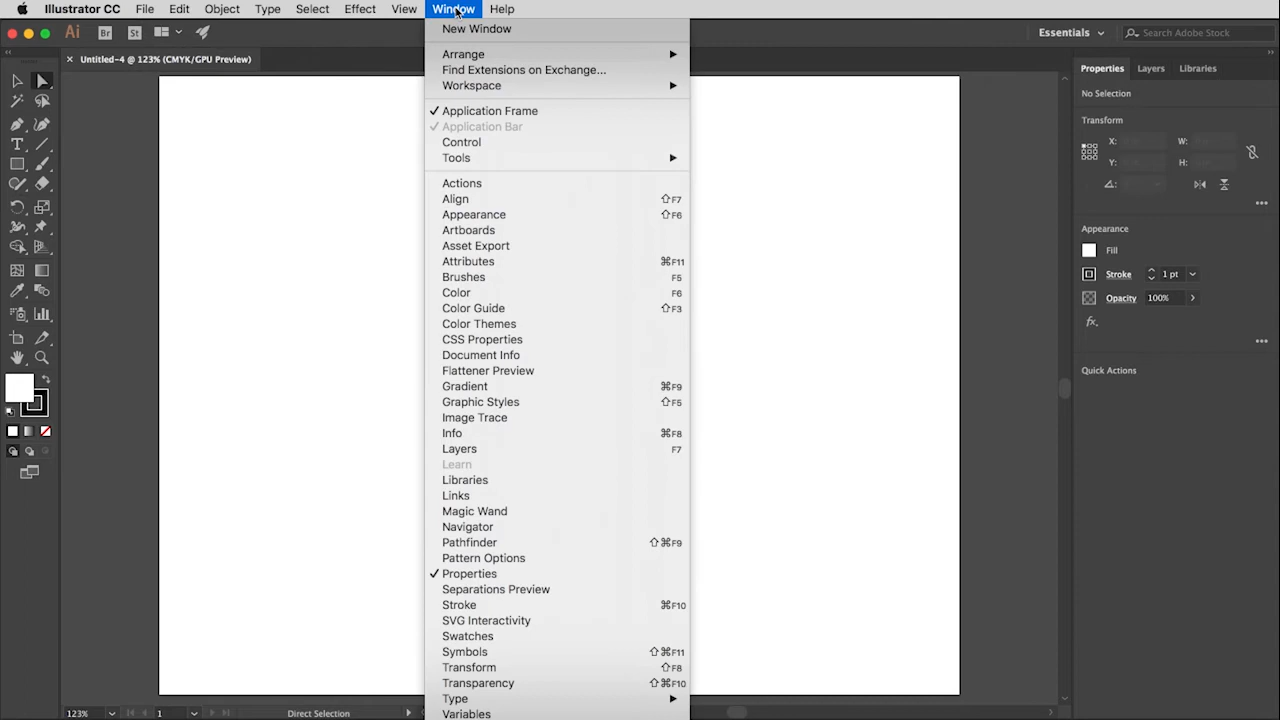 Illustrator CC File Edit Object Type Select Effect View Window Help
Ai Br St Essentials Search Adobe Stock
× Untitled-4 @ 123% (CMYK/GPU Preview)
New Window
Arrange
Find Extensions on Exchange...
Workspace
✓ Application Frame
✓ Application Bar
Control
Tools
Actions
Align ⇧F7
Appearance ⇧F6
Artboards
Asset Export
Attributes ⌘F11
Brushes F5
Color F6
Color Guide ⇧F3
Color Themes
CSS Properties
Document Info
Flattener Preview
Gradient ⌘F9
Graphic Styles ⇧F5
Image Trace
Info ⌘F8
Layers F7
Learn
Libraries
Links
Magic Wand
Navigator
Pathfinder ⇧⌘F9
Pattern Options
✓ Properties
Separations Preview
Stroke ⌘F10
SVG Interactivity
Swatches
Symbols ⇧⌘F11
Transform ⇧F8
Transparency ⇧⌘F10
Type
Variables
Properties Layers Libraries
No Selection
Transform
X: W:
Y: H:
Appearance
Fill
Stroke 1 pt
Opacity 100%
fx.
Quick Actions
123% 1 Direct Selection